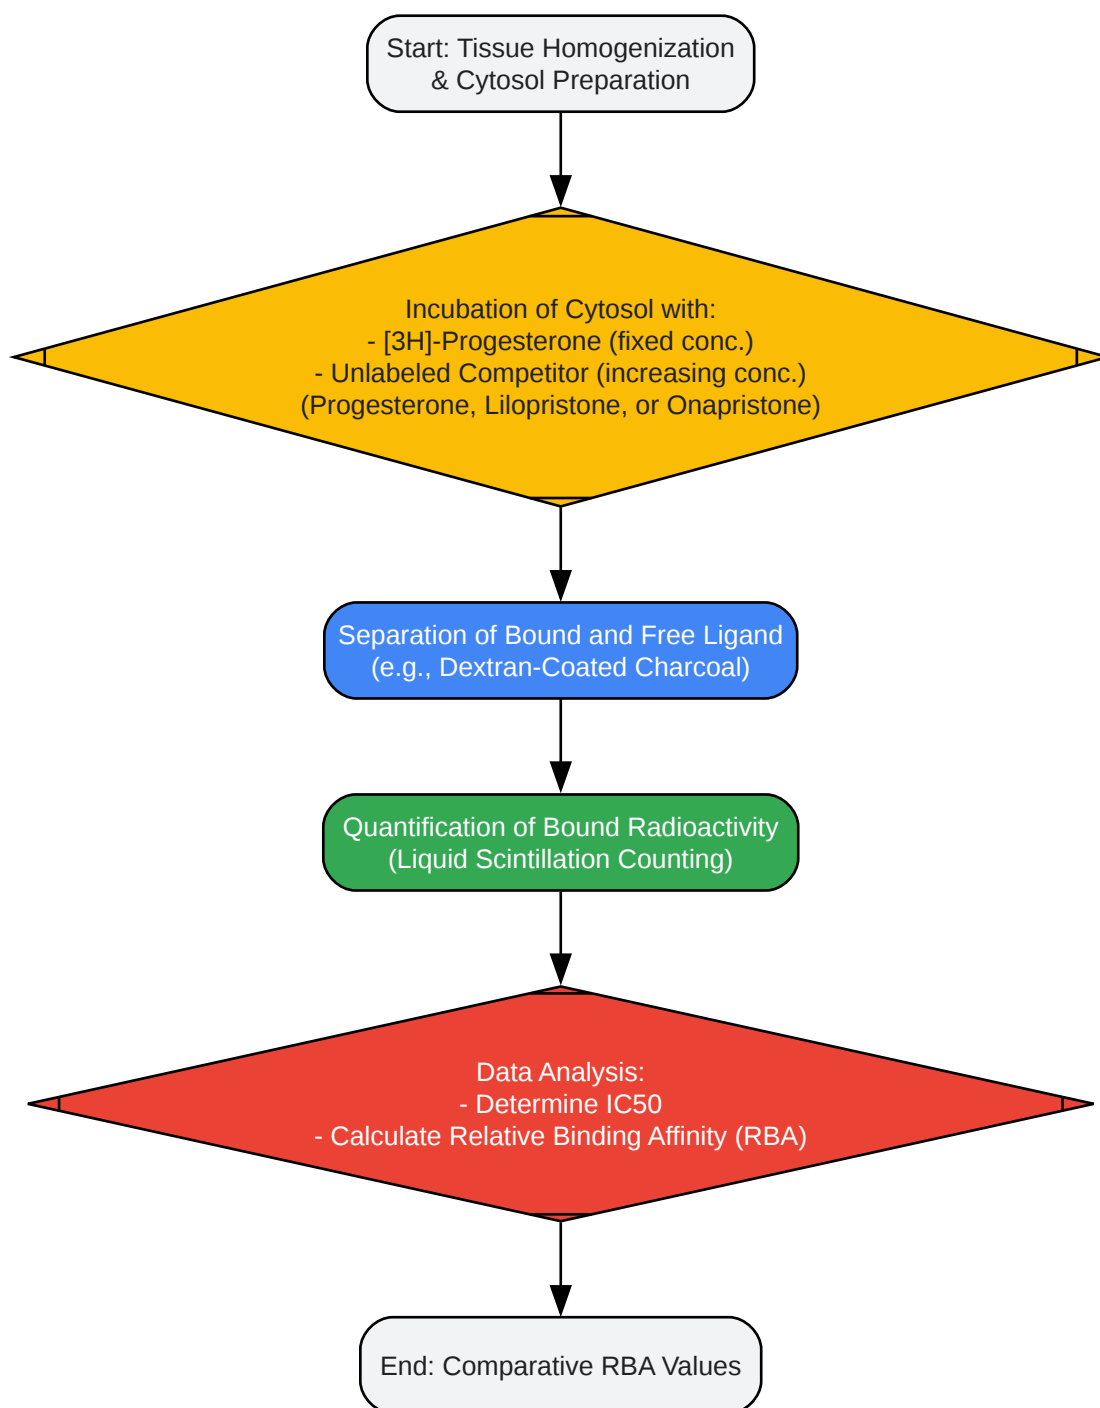 Start: Tissue Homogenization
& Cytosol Preparation
Incubation of Cytosol with:
- [3H]-Progesterone (fixed conc.)
- Unlabeled Competitor (increasing conc.)
(Progesterone, Lilopristone, or Onapristone)
Separation of Bound and Free Ligand
(e.g., Dextran-Coated Charcoal)
Quantification of Bound Radioactivity
(Liquid Scintillation Counting)
Data Analysis:
- Determine IC50
- Calculate Relative Binding Affinity (RBA)
End: Comparative RBA Values